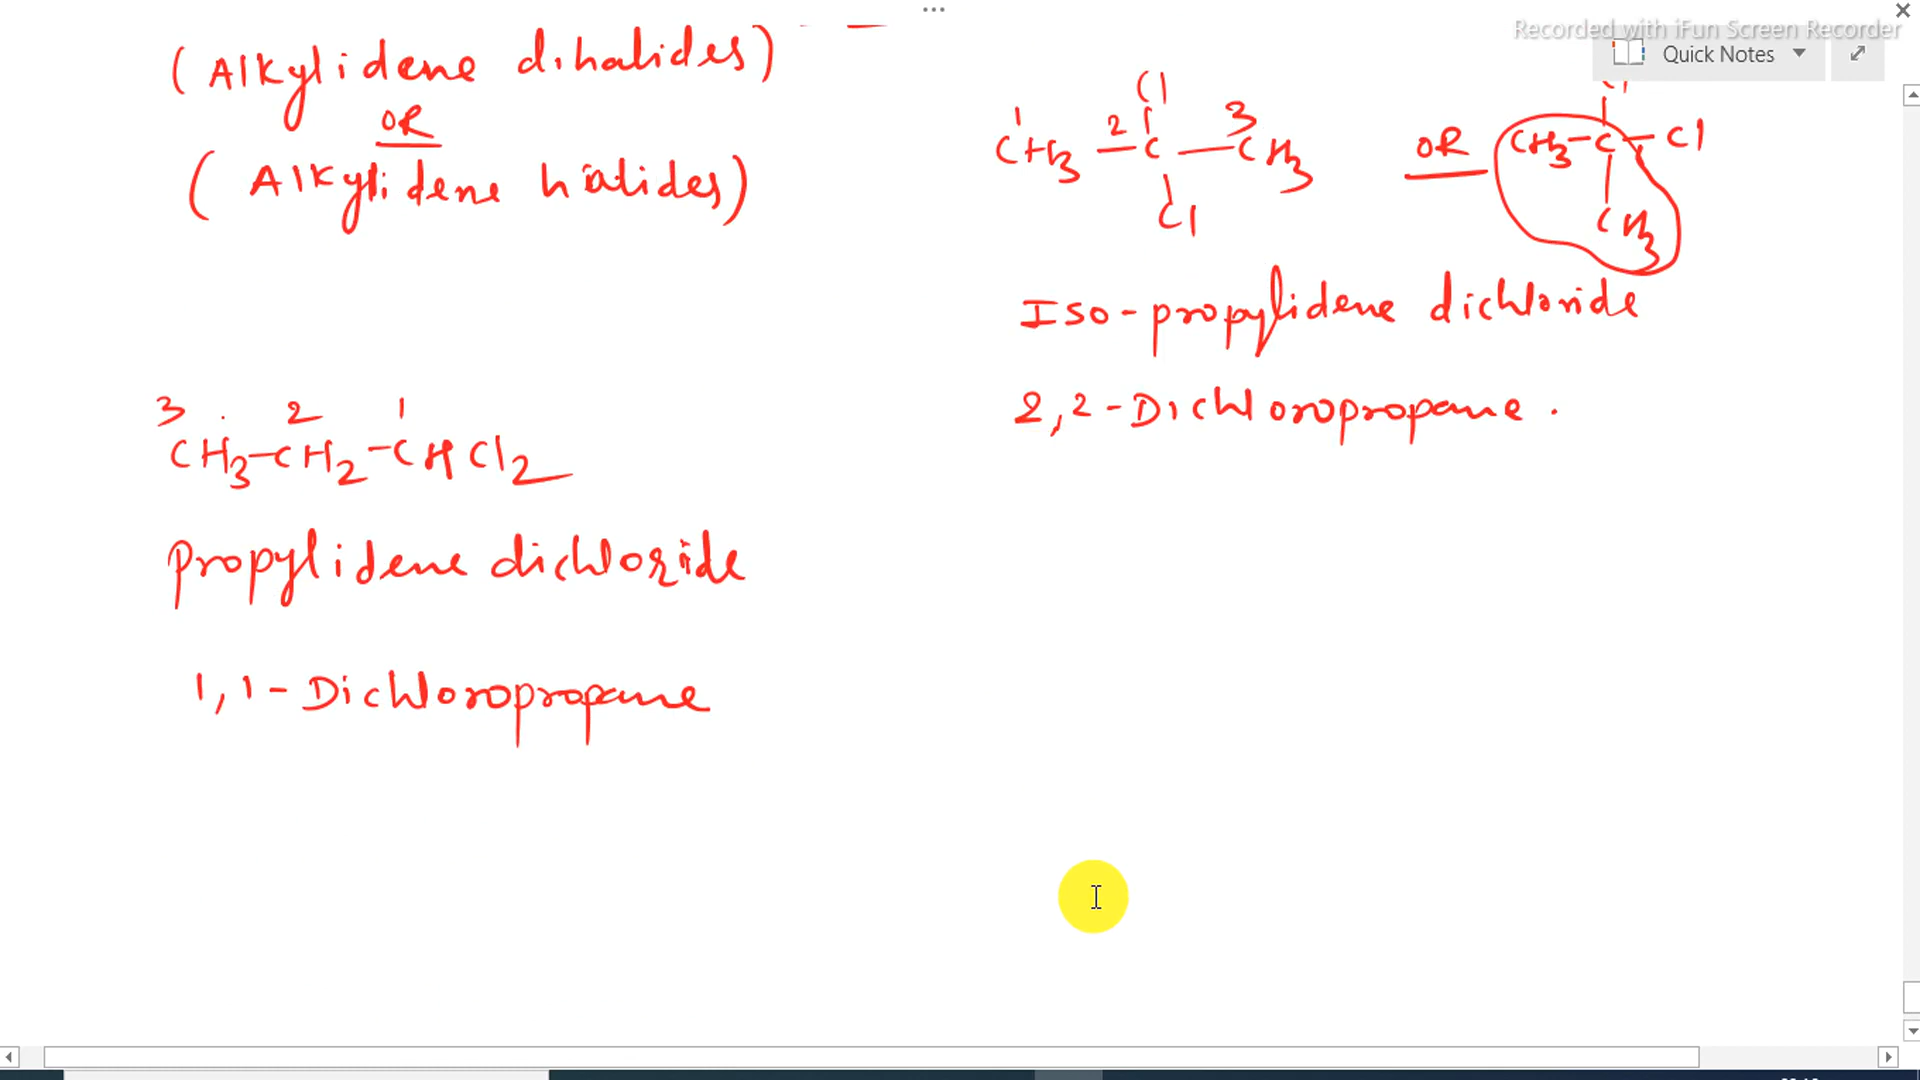 Recorded with iFun Screen Recorder
Quick Notes
(Alkylidene dihalides)
OR
(Alkylidene halides)
3 2 1
CH3-CH2-CHCl2
propylidene dichloride
1,1-Dichloropropane
Cl
1 2 3
CH3-C-CH3
Cl
OR
Cl
CH3-C-Cl
CH3
Iso-propylidene dichloride
2,2-Dichloropropane.